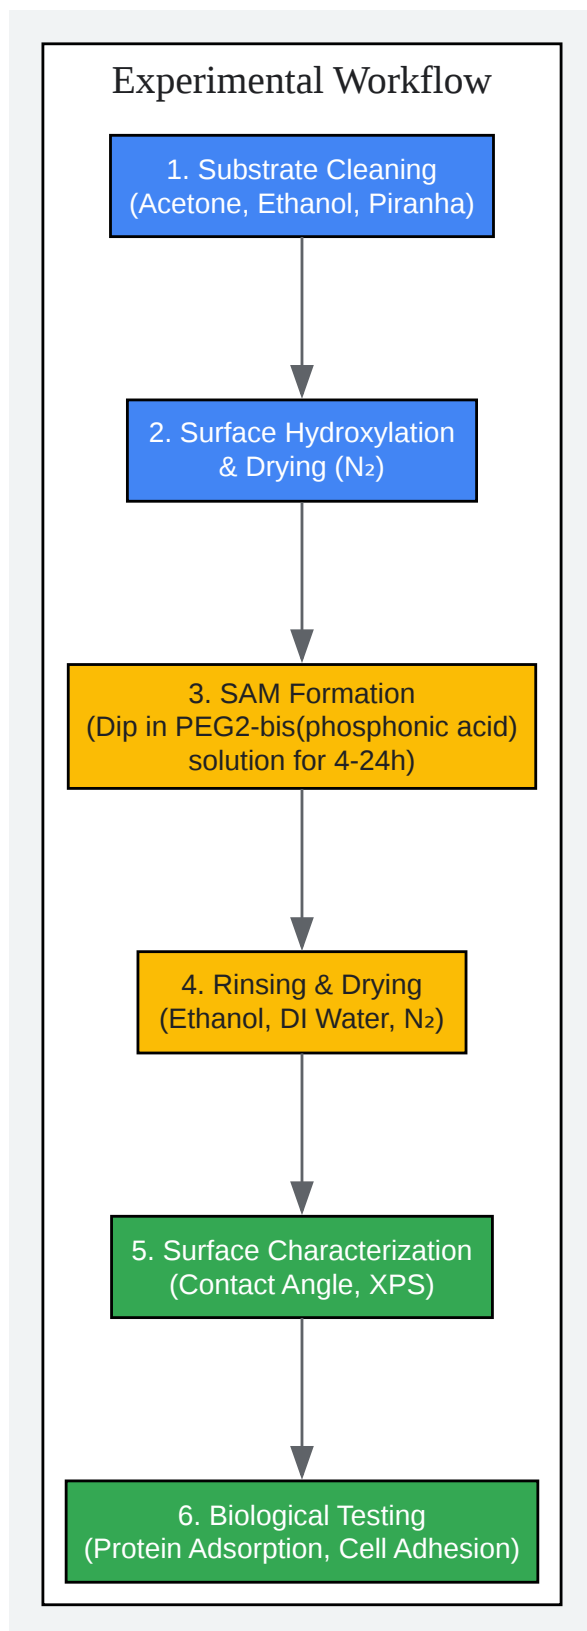 Experimental Workflow
1. Substrate Cleaning
(Acetone, Ethanol, Piranha)
2. Surface Hydroxylation
& Drying (N₂)
3. SAM Formation
(Dip in PEG2-bis(phosphonic acid)
solution for 4-24h)
4. Rinsing & Drying
(Ethanol, DI Water, N₂)
5. Surface Characterization
(Contact Angle, XPS)
6. Biological Testing
(Protein Adsorption, Cell Adhesion)